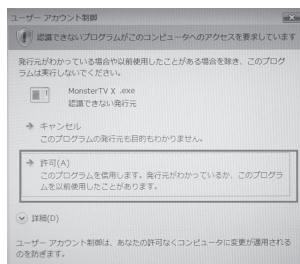 ユーザー アカウント制御
認識できないプログラムがこのコンピュータへのアクセスを要求しています
発行元がわかっている場合や以前使用したことがある場合を除き、このプログ
ラムは実行しないでください。
MonsterTV X .exe
認識できない発行元
キャンセル
このプログラムの発行元も目的もわかりません。
許可(A)
このプログラムを信用します。発行元がわかっているか、このプログラ
ムを以前使用したことがあります。
詳細(D)
ユーザー アカウント制御は、あなたの許可なくコンピュータに変更が適用される
のを防ぎます。